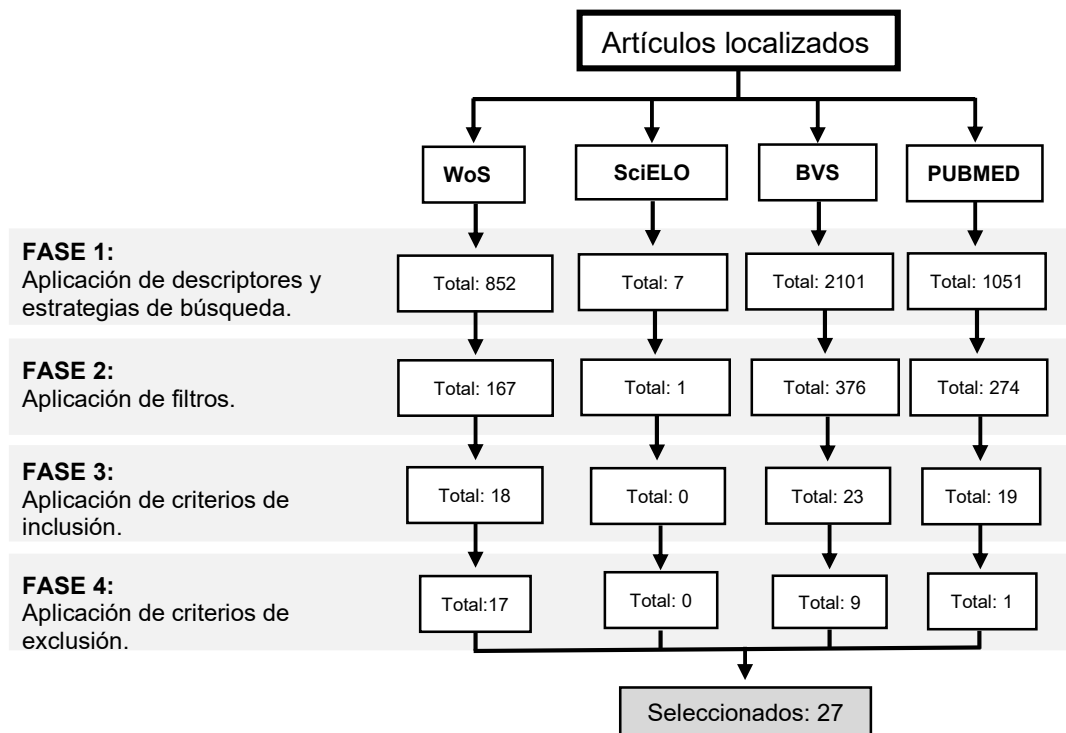 Artículos localizados
WoS
SciELO
BVS
PUBMED
FASE 1:
Aplicación de descriptores y
estrategias de búsqueda.
Total: 852
Total: 7
Total: 2101
Total: 1051
FASE 2:
Aplicación de filtros.
Total: 167
Total: 1
Total: 376
Total: 274
FASE 3:
Aplicación de criterios de
inclusión.
Total: 18
Total: 0
Total: 23
Total: 19
FASE 4:
Aplicación de criterios de
exclusión.
Total:17
Total: 0
Total: 9
Total: 1
Seleccionados: 27